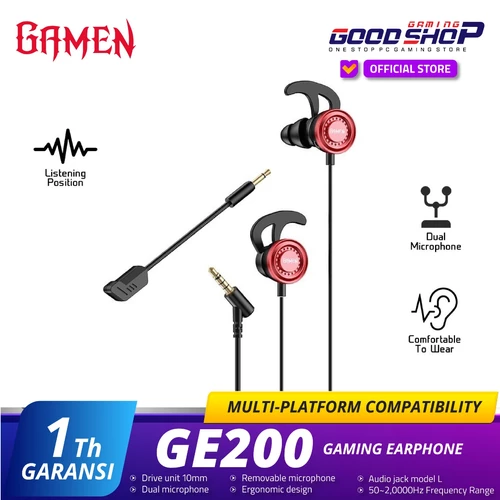 GAMEN
GAMING
GOODSHOP
ONE STOP PC GAMING STORE
OFFICIAL STORE
Listening
Position
Dual
Microphone
Comfortable
To Wear
MULTI-PLATFORM COMPATIBILITY
1Th
GARANSI
GE200 GAMING EARPHONE
• Drive unit 10mm
• Dual microphone
• Removable microphone
• Ergonomic design
• Audio jack model L
• 50~2,0000Hz Frequency Range